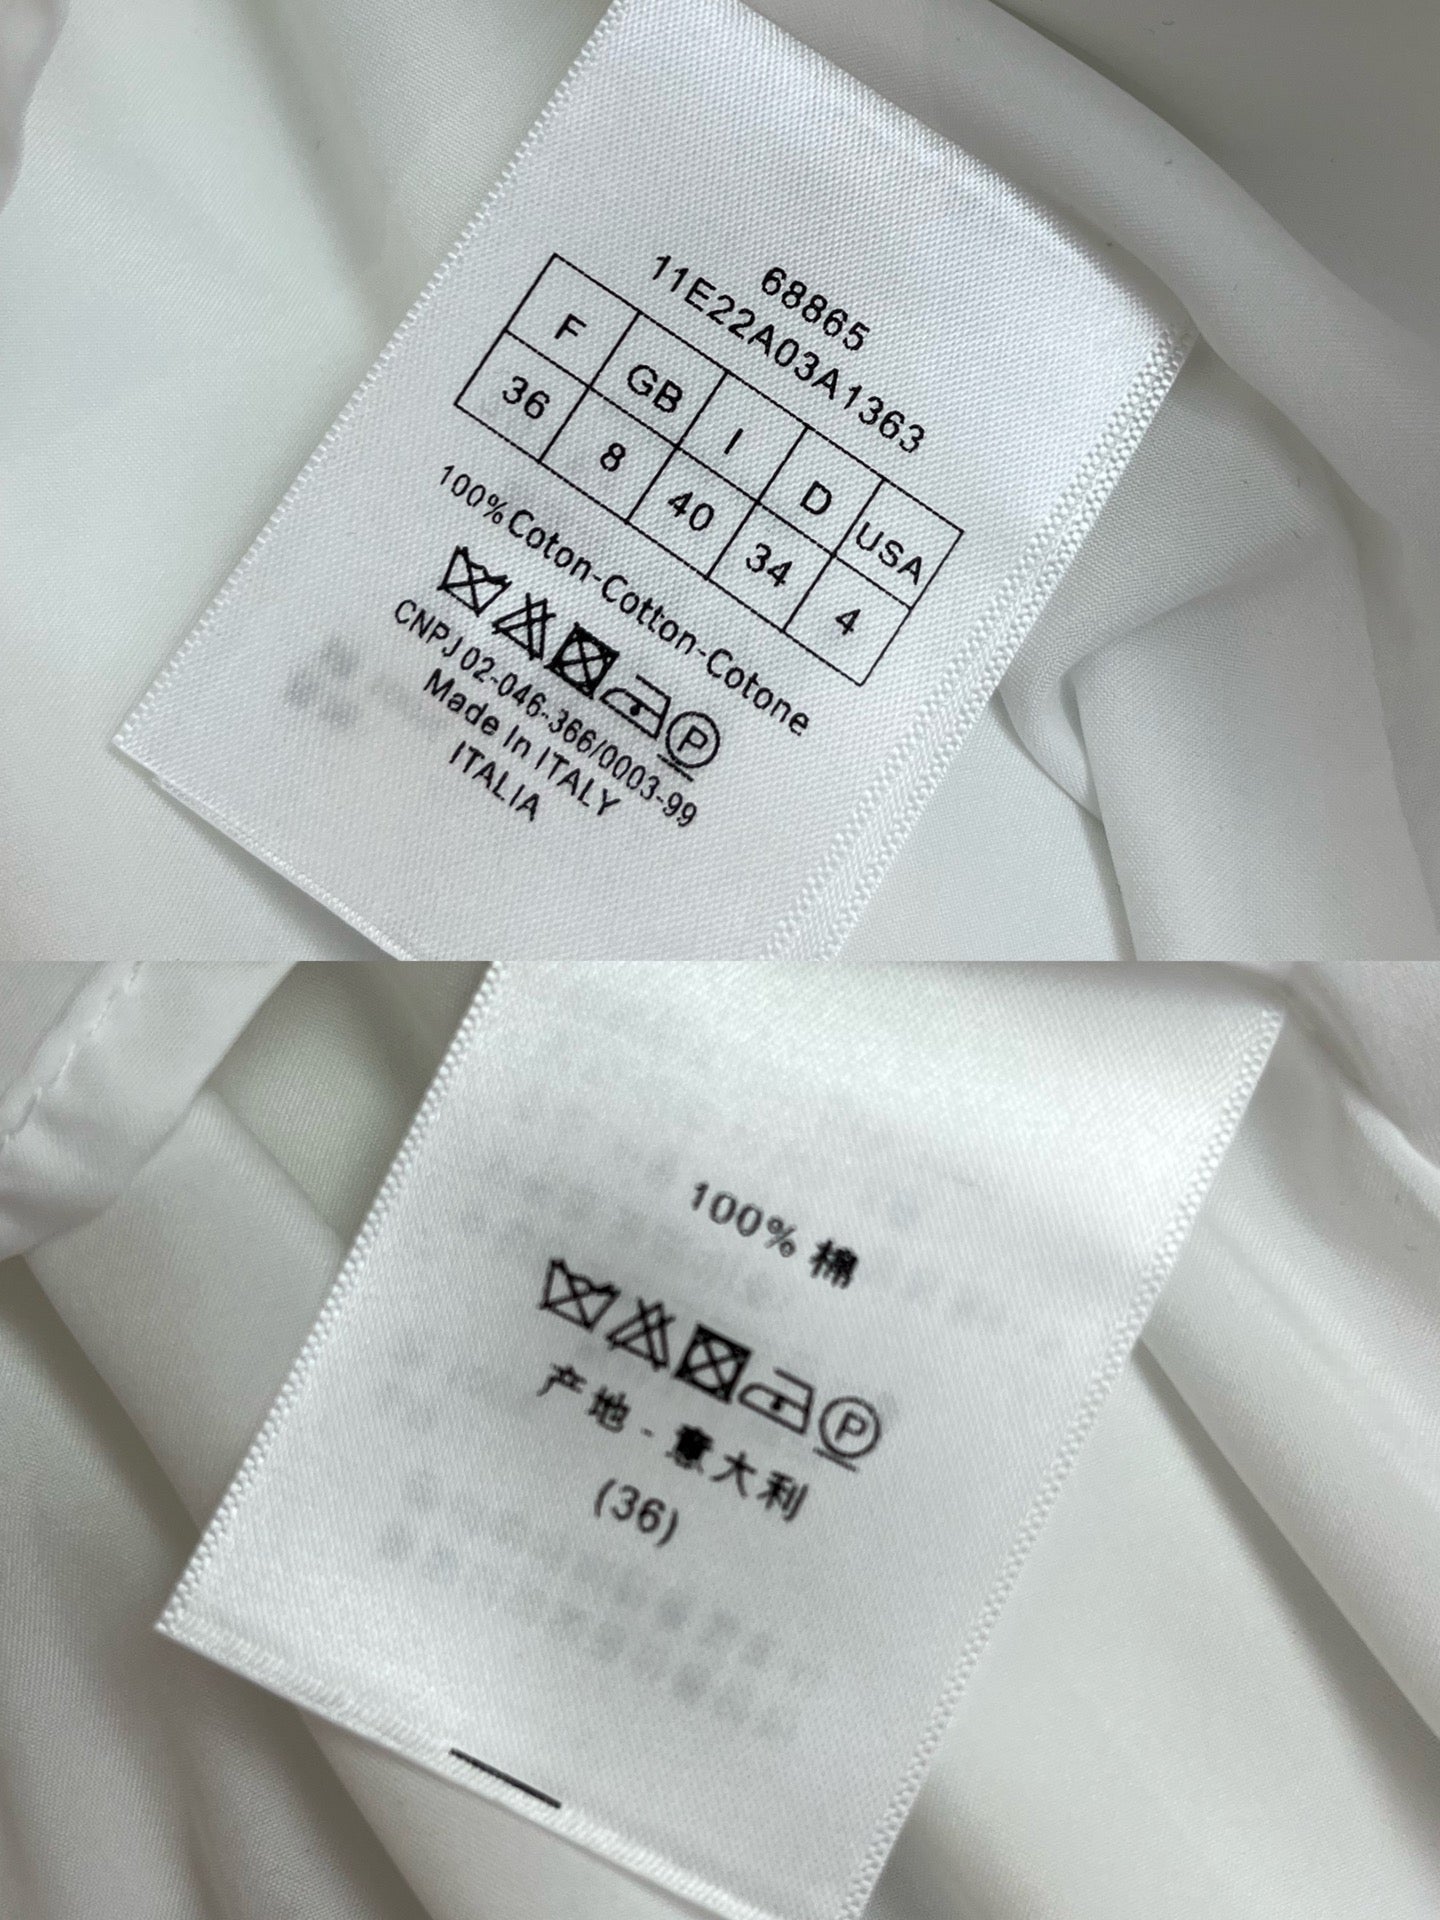 68865
11E22A03A1363
F GB I D USA
36 8 40 34 4
100%Coton-Cotton-Cotone
P
CNPJ 02-046-366/0003-99
Made In ITALY
ITALIA
100% 棉
P
产地 - 意大利
(36)